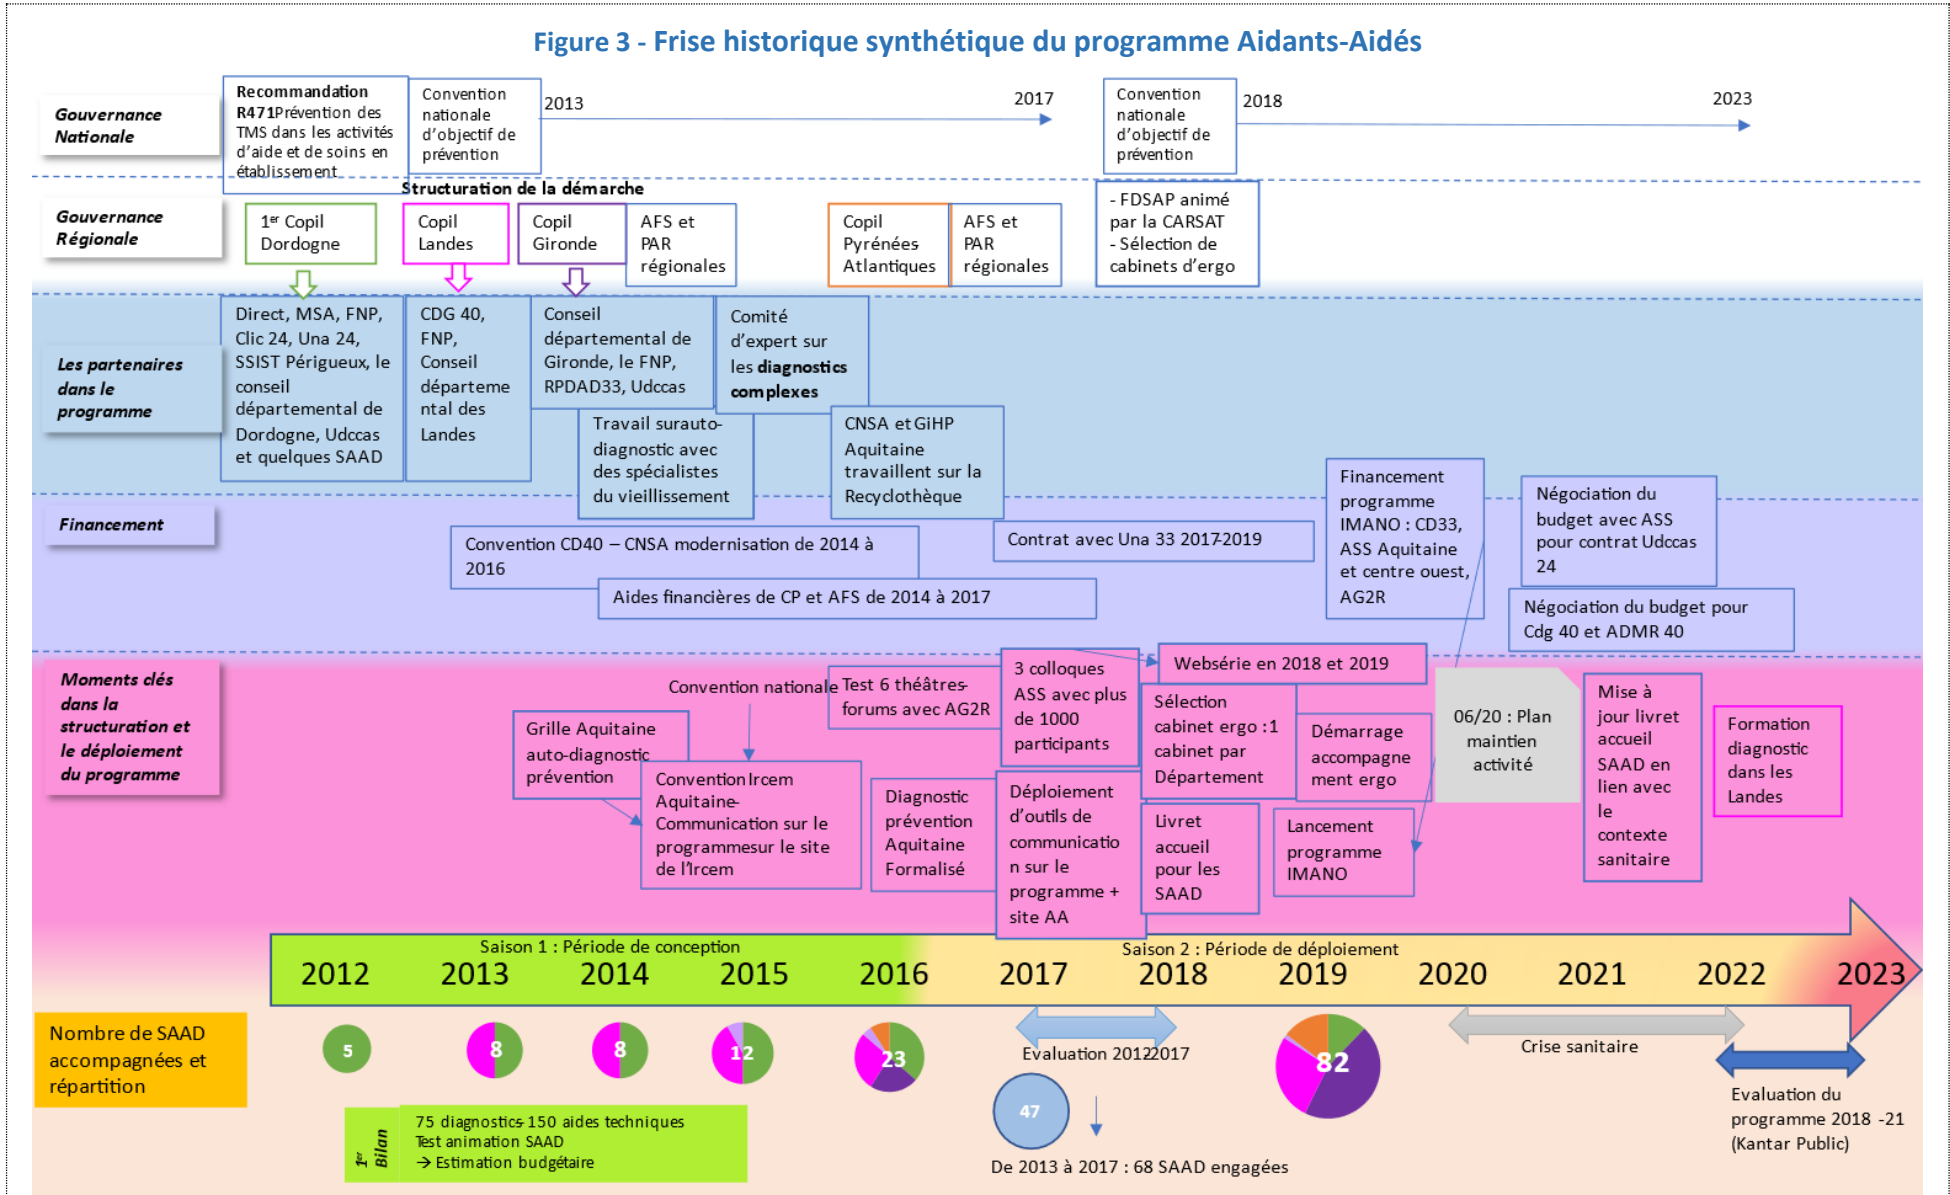 Figure 3 - Frise historique synthétique du programme Aidants-Aidés
Gouvernance
Nationale
Recommandation
R471Prévention des
TMS dans les activités
d'aide et de soins en
établissement
Convention
nationale
d'objectif de
prévention
2013
2017
Convention
nationale
d'objectif de
prévention
2018
2023
Structuration de la démarche
Gouvernance
Régionale
1er Copil
Dordogne
Copil
Landes
Copil
Gironde
AFS et
PAR
régionales
Copil
Pyrénées
Atlantiques
AFS et
PAR
régionales
- FDSAP animé
par la CARSAT
- Sélection de
cabinets d'ergo
Les partenaires
dans le
programme
Direct, MSA, FNP,
Clic 24, Una 24,
SSIST Périgueux, le
conseil
départemental de
Dordogne, Udccas
et quelques SAAD
CDG 40,
FNP,
Conseil
départeme
ntal des
Landes
Conseil
départemental de
Gironde, le FNP,
RPDAD33, Udccas
Comité
d'expert sur
les diagnostics
complexes
Travail surauto-
diagnostic avec
des spécialistes
du vieillissement
CNSA et GiHP
Aquitaine
travaillent sur la
Recyclothèque
Financement
Convention CD40 – CNSA modernisation de 2014 à
2016
Aides financières de CP et AFS de 2014 à 2017
Contrat avec Una 33 2017-2019
Financement
programme
IMANO : CD33,
ASS Aquitaine
et centre ouest,
AG2R
Négociation du
budget avec ASS
pour contrat Udccas
24
Négociation du budget pour
Cdg 40 et ADMR 40
Moments clés
dans la
structuration et
le déploiement
du programme
Grille Aquitaine
auto-diagnostic
prévention
Convention nationale
Convention Ircem
Aquitaine-
Communication sur le
programmesur le site
de l'Ircem
Test 6 théâtres-
forums avec AG2R
Diagnostic
prévention
Aquitaine
Formalisé
3 colloques
ASS avec plus
de 1000
participants
Déploiement
d'outils de
communicatio
n sur le
programme +
site AA
Websérie en 2018 et 2019
Sélection
cabinet ergo :1
cabinet par
Département
Livret
accueil
pour les
SAAD
Démarrage
accompagne
ment ergo
Lancement
programme
IMANO
06/20 : Plan
maintien
activité
Mise à
jour livret
accueil
SAAD en
lien avec
le
contexte
sanitaire
Formation
diagnostic
dans les
Landes
Saison 1 : Période de conception
Saison 2 : Période de déploiement
2012
2013
2014
2015
2016
2017
2018
2019
2020
2021
2022
2023
Nombre de SAAD
accompagnées et
répartition
5
8
8
12
23
Evaluation 2012-2017
47
De 2013 à 2017 : 68 SAAD engagées
82
Crise sanitaire
Evaluation du
programme 2018 -21
(Kantar Public)
1er
Bilan
75 diagnostics- 150 aides techniques
Test animation SAAD
→ Estimation budgétaire